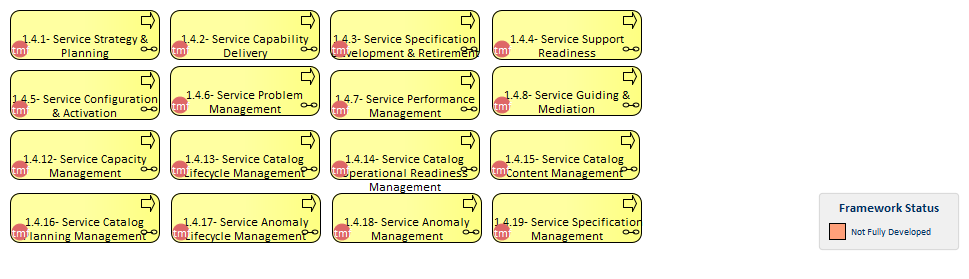 1.4.1- Service Strategy &
Planning
tm
1.4.2- Service Capability
Delivery
tm
1.4.3- Service Specification
Development & Retirement
tm
1.4.4- Service Support
Readiness
tm
1.4.5- Service Configuration
& Activation
tm
1.4.6- Service Problem
Management
tm
1.4.7- Service Performance
Management
tm
1.4.8- Service Guiding &
Mediation
tm
1.4.12- Service Capacity
Management
tm
1.4.13- Service Catalog
Lifecycle Management
tm
1.4.14- Service Catalog
Operational Readiness
Management
tm
1.4.15- Service Catalog
Content Management
tm
1.4.16- Service Catalog
Planning Management
tm
1.4.17- Service Anomaly
Lifecycle Management
tm
1.4.18- Service Anomaly
Management
tm
1.4.19- Service Specification
Management
tm
Framework Status
Not Fully Developed